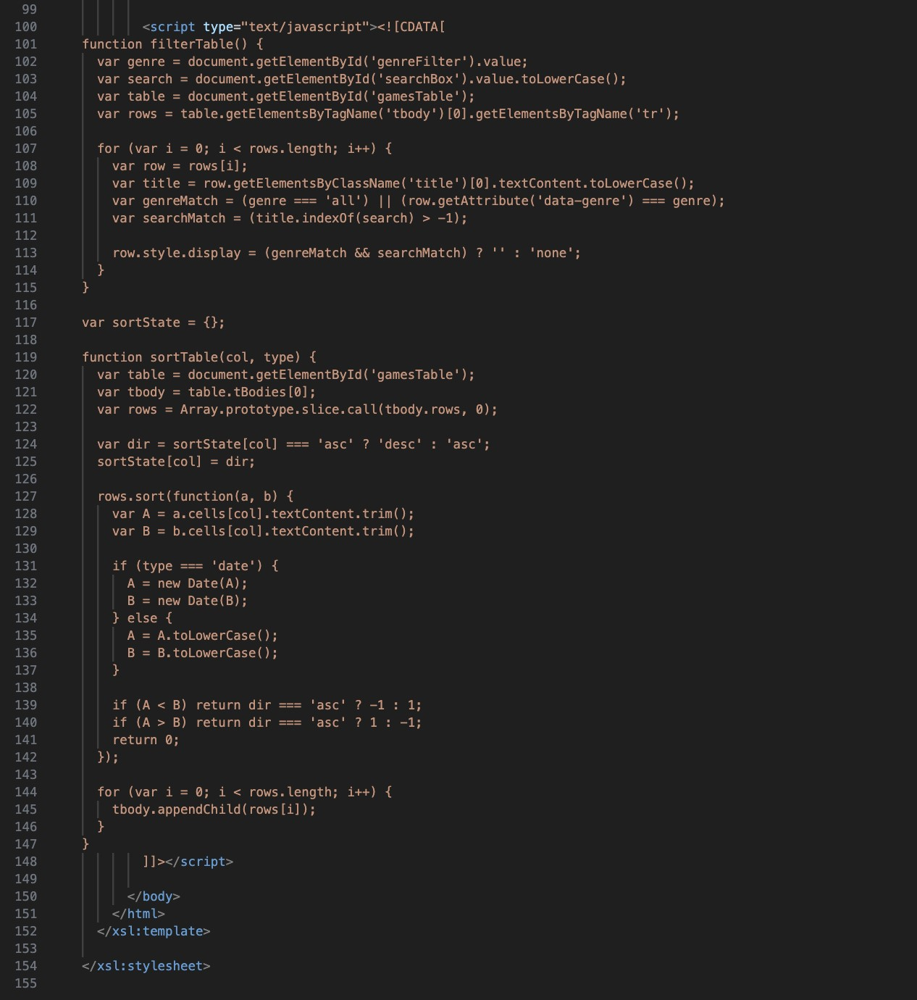 99
100 <script type="text/javascript"><![CDATA[
101 function filterTable() {
102 var genre = document.getElementById('genreFilter').value;
103 var search = document.getElementById('searchBox').value.toLowerCase();
104 var table = document.getElementById('gamesTable');
105 var rows = table.getElementsByTagName('tbody')[0].getElementsByTagName('tr');
106
107 for (var i = 0; i < rows.length; i++) {
108 var row = rows[i];
109 var title = row.getElementsByClassName('title')[0].textContent.toLowerCase();
110 var genreMatch = (genre === 'all') || (row.getAttribute('data-genre') === genre);
111 var searchMatch = (title.indexOf(search) > -1);
112
113 row.style.display = (genreMatch && searchMatch) ? '' : 'none';
114 }
115 }
116
117 var sortState = {};
118
119 function sortTable(col, type) {
120 var table = document.getElementById('gamesTable');
121 var tbody = table.tBodies[0];
122 var rows = Array.prototype.slice.call(tbody.rows, 0);
123
124 var dir = sortState[col] === 'asc' ? 'desc' : 'asc';
125 sortState[col] = dir;
126
127 rows.sort(function(a, b) {
128 var A = a.cells[col].textContent.trim();
129 var B = b.cells[col].textContent.trim();
130
131 if (type === 'date') {
132 A = new Date(A);
133 B = new Date(B);
134 } else {
135 A = A.toLowerCase();
136 B = B.toLowerCase();
137 }
138
139 if (A < B) return dir === 'asc' ? -1 : 1;
140 if (A > B) return dir === 'asc' ? 1 : -1;
141 return 0;
142 });
143
144 for (var i = 0; i < rows.length; i++) {
145 tbody.appendChild(rows[i]);
146 }
147 }
148 ]]></script>
149
150 </body>
151 </html>
152 </xsl:template>
153
154 </xsl:stylesheet>
155